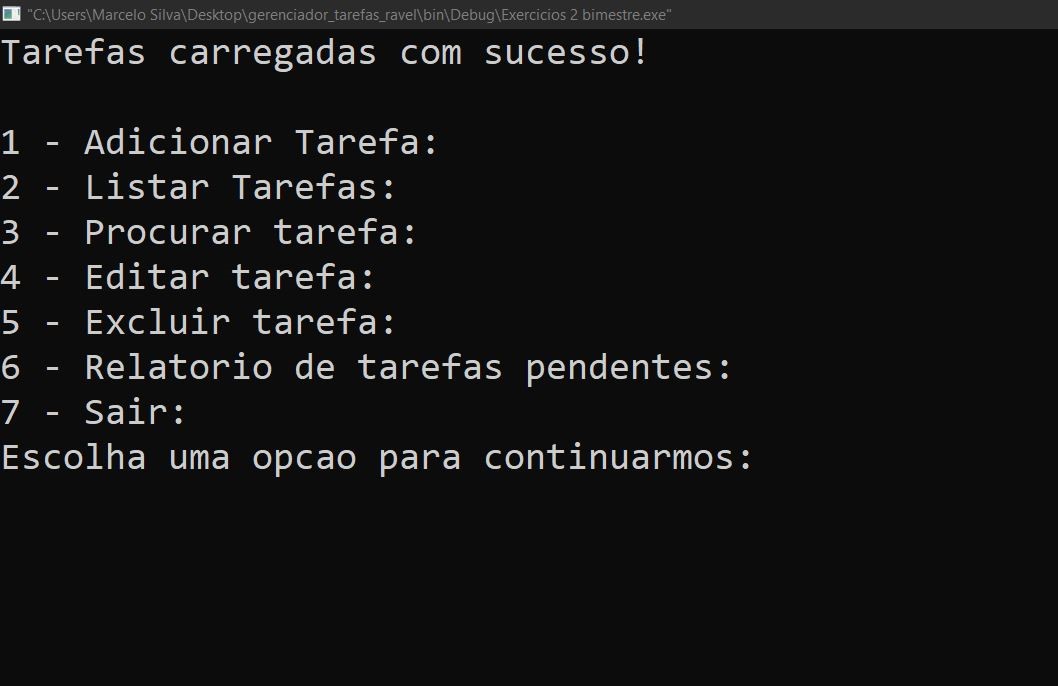 "C:\Users\Marcelo Silva\Desktop\gerenciador_tarefas_ravel\bin\Debug\Exercicios 2 bimestre.exe"
Tarefas carregadas com sucesso!
1 - Adicionar Tarefa:
2 - Listar Tarefas:
3 - Procurar tarefa:
4 - Editar tarefa:
5 - Excluir tarefa:
6 - Relatorio de tarefas pendentes:
7 - Sair:
Escolha uma opcao para continuarmos: